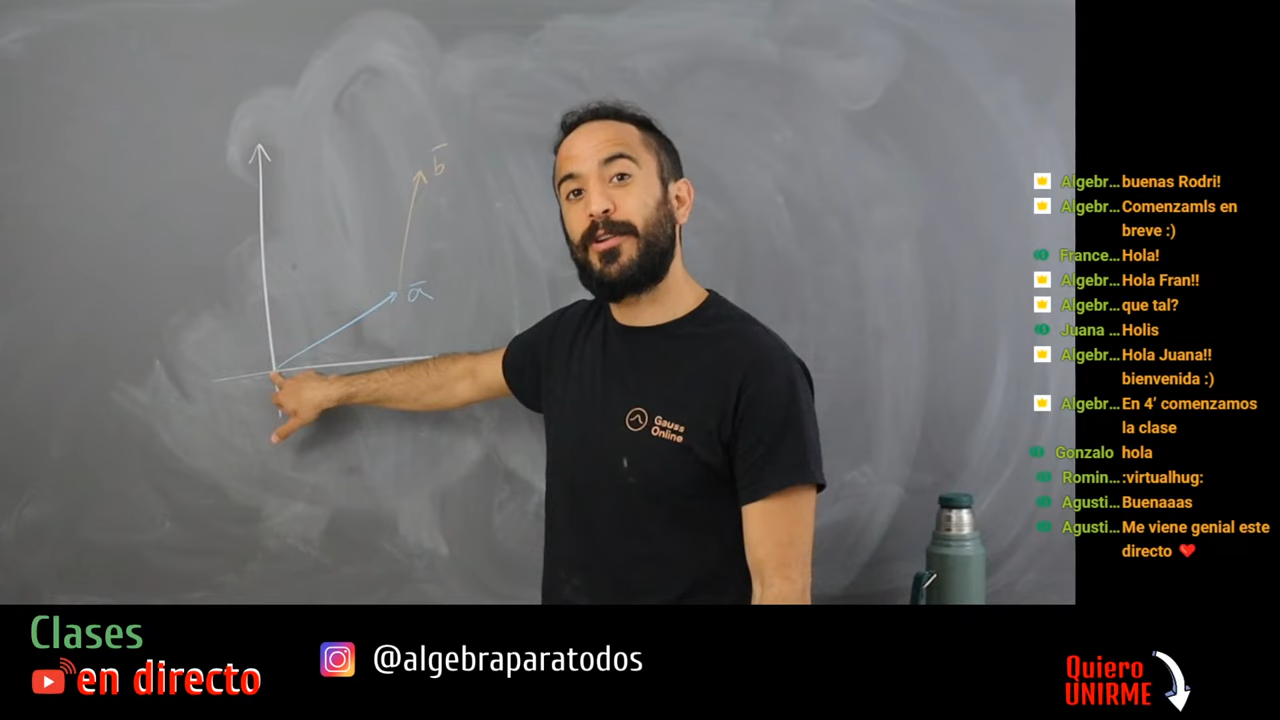 b̄
ā
Gauss
Online
Algebr... buenas Rodri!
Algebr... Comenzamls en
breve :)
France... Hola!
Algebr... Hola Fran!!
Algebr... que tal?
Juana ... Holis
Algebr... Hola Juana!!
bienvenida :)
Algebr... En 4' comenzamos
la clase
Gonzalo hola
Romin... :virtualhug:
Agusti... Buenaaas
Agusti... Me viene genial este
directo ❤️
Clases
en directo
@algebraparatodos
Quiero
UNIRME